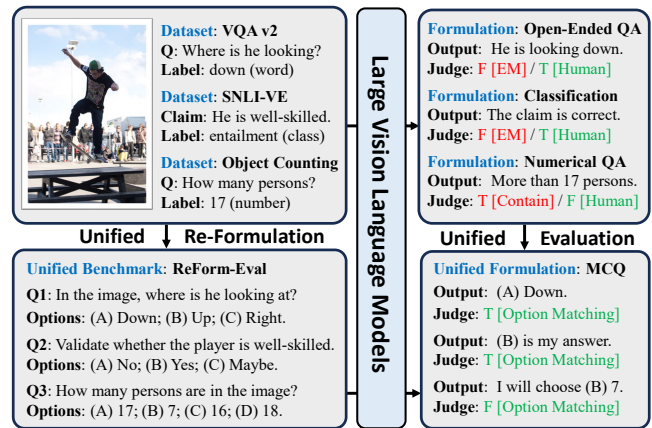 Dataset: VQA v2
Q: Where is he looking?
Label: down (word)
Dataset: SNLI-VE
Claim: He is well-skilled.
Label: entailment (class)
Dataset: Object Counting
Q: How many persons?
Label: 17 (number)
Unified Re-Formulation
Unified Benchmark: ReForm-Eval
Q1: In the image, where is he looking at?
Options: (A) Down; (B) Up; (C) Right.
Q2: Validate whether the player is well-skilled.
Options: (A) No; (B) Yes; (C) Maybe.
Q3: How many persons are in the image?
Options: (A) 17; (B) 7; (C) 16; (D) 18.
Large Vision Language Models
Formulation: Open-Ended QA
Output: He is looking down.
Judge: F [EM] / T [Human]
Formulation: Classification
Output: The claim is correct.
Judge: F [EM] / T [Human]
Formulation: Numerical QA
Output: More than 17 persons.
Judge: T [Contain] / F [Human]
Unified Evaluation
Unified Formulation: MCQ
Output: (A) Down.
Judge: T [Option Matching]
Output: (B) is my answer.
Judge: T [Option Matching]
Output: I will choose (B) 7.
Judge: F [Option Matching]